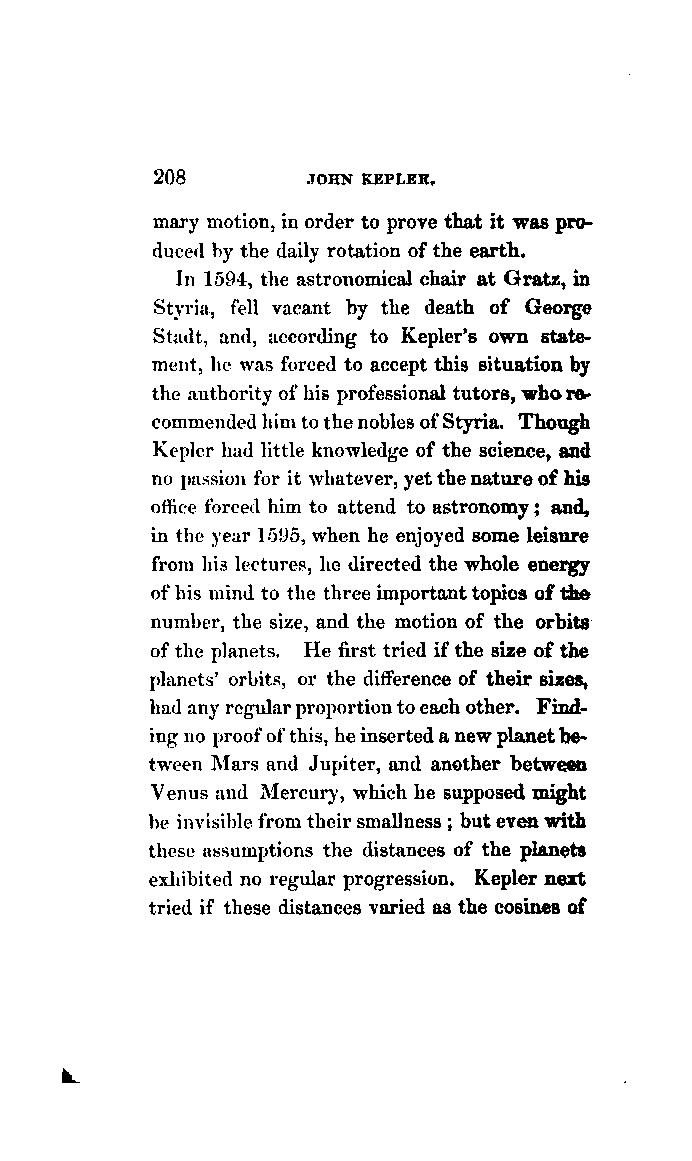 208 JOHN KEPLER.
mary motion, in order to prove that it was pro-
duced by the daily rotation of the earth.
In 1594, the astronomical chair at Gratz, in
Styria, fell vacant by the death of George
Stadt, and, according to Kepler's own state-
ment, he was forced to accept this situation by
the authority of his professional tutors, who re-
commended him to the nobles of Styria. Though
Kepler had little knowledge of the science, and
no passion for it whatever, yet the nature of his
office forced him to attend to astronomy; and,
in the year 1595, when he enjoyed some leisure
from his lectures, he directed the whole energy
of his mind to the three important topics of the
number, the size, and the motion of the orbits
of the planets. He first tried if the size of the
planets' orbits, or the difference of their sizes,
had any regular proportion to each other. Find-
ing no proof of this, he inserted a new planet be-
tween Mars and Jupiter, and another between
Venus and Mercury, which he supposed might
be invisible from their smallness; but even with
these assumptions the distances of the planets
exhibited no regular progression. Kepler next
tried if these distances varied as the cosines of